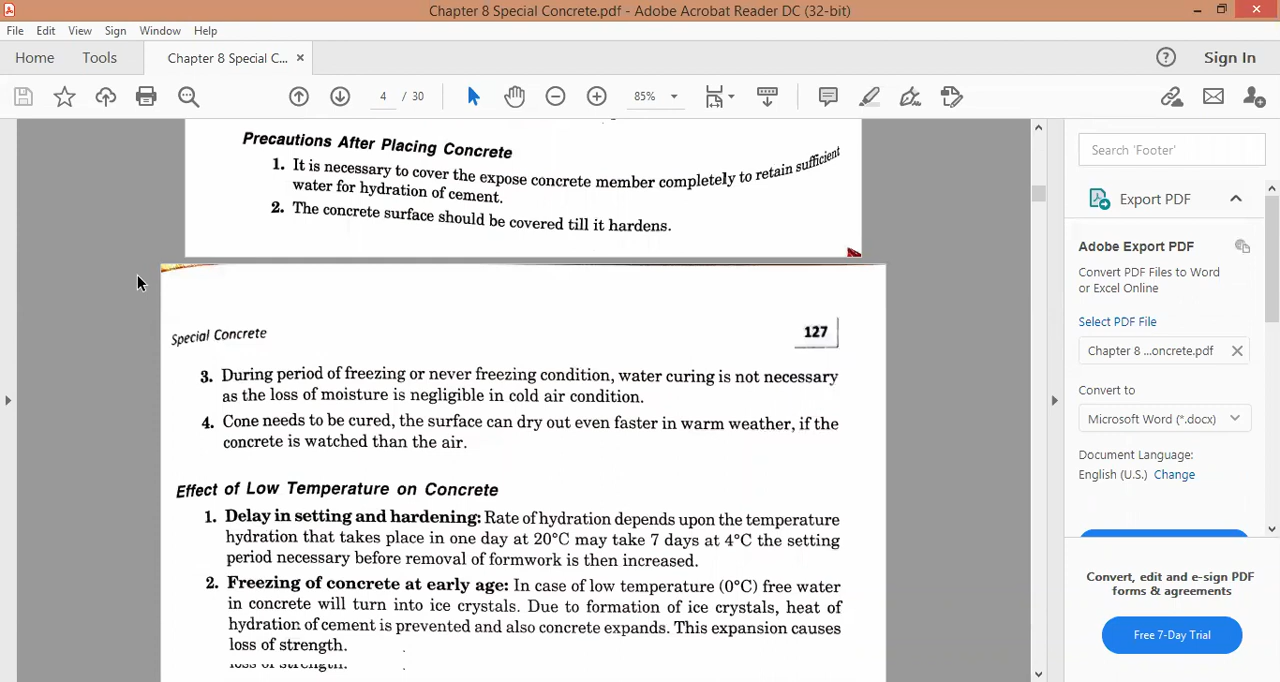 Chapter 8 Special Concrete.pdf - Adobe Acrobat Reader DC (32-bit)
File Edit View Sign Window Help
Home Tools Chapter 8 Special C... × Sign In
4 / 30 85%
Precautions After Placing Concrete
1. It is necessary to cover the expose concrete member completely to retain sufficient
water for hydration of cement.
2. The concrete surface should be covered till it hardens.
Special Concrete 127
3. During period of freezing or never freezing condition, water curing is not necessary
as the loss of moisture is negligible in cold air condition.
4. Cone needs to be cured, the surface can dry out even faster in warm weather, if the
concrete is watched than the air.
Effect of Low Temperature on Concrete
1. Delay in setting and hardening: Rate of hydration depends upon the temperature
hydration that takes place in one day at 20°C may take 7 days at 4°C the setting
period necessary before removal of formwork is then increased.
2. Freezing of concrete at early age: In case of low temperature (0°C) free water
in concrete will turn into ice crystals. Due to formation of ice crystals, heat of
hydration of cement is prevented and also concrete expands. This expansion causes
loss of strength.
loss of strength.
Search 'Footer'
Export PDF
Adobe Export PDF
Convert PDF Files to Word
or Excel Online
Select PDF File
Chapter 8 ...oncrete.pdf
Convert to
Microsoft Word (*.docx)
Document Language:
English (U.S.) Change
Convert, edit and e-sign PDF
forms & agreements
Free 7-Day Trial